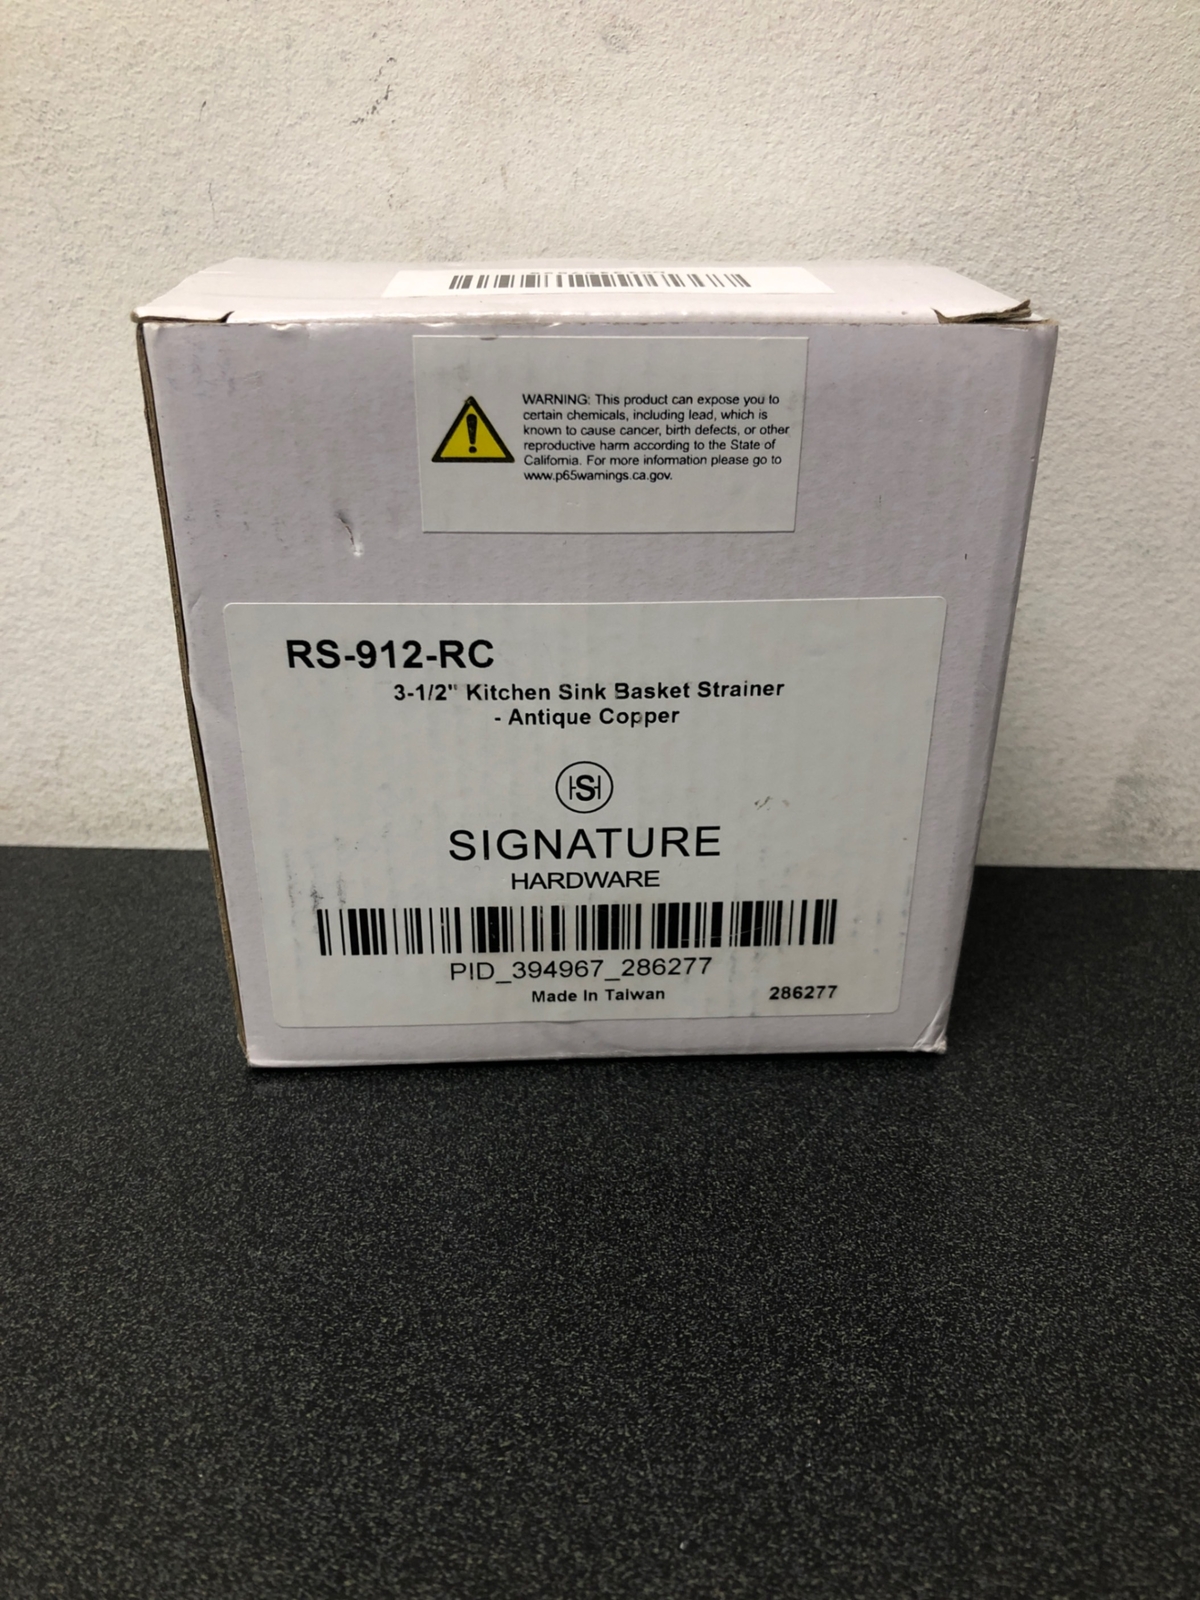 WARNING: This product can expose you to
certain chemicals, including lead, which is
known to cause cancer, birth defects, or other
reproductive harm according to the State of
California. For more information please go to
www.p65warnings.ca.gov.
RS-912-RC
3-1/2" Kitchen Sink Basket Strainer
- Antique Copper
HSH
SIGNATURE
HARDWARE
PID_394967_286277
Made In Taiwan 286277